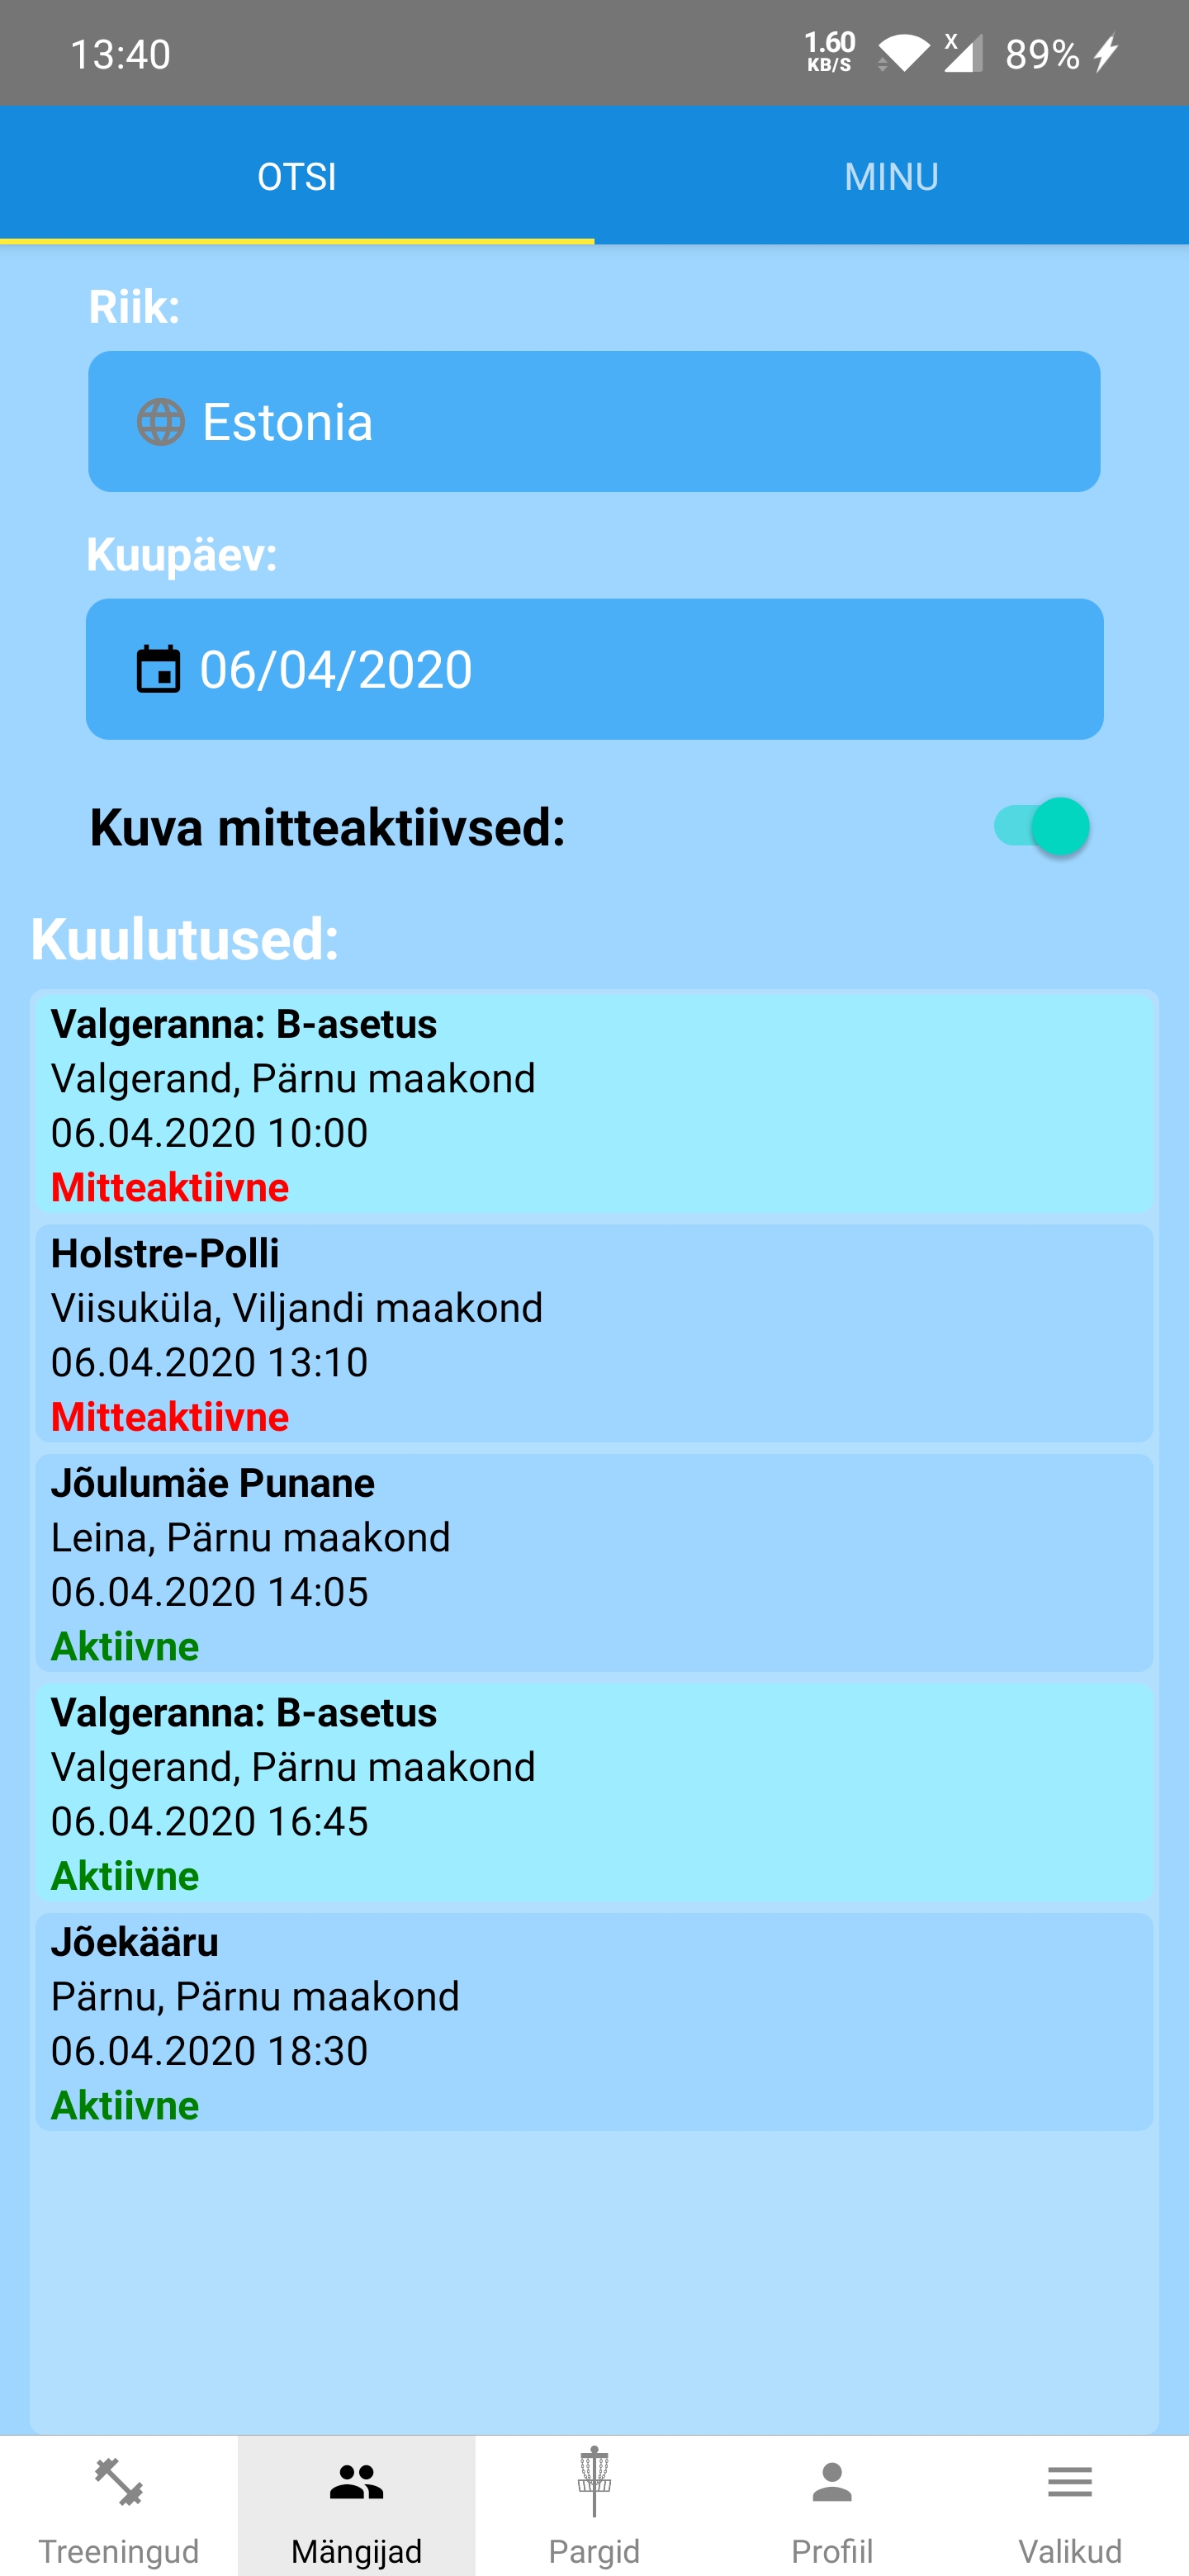 13:40
1.60
KB/S
X
89%
OTSI
MINU
Riik:
Estonia
Kuupäev:
06/04/2020
Kuva mitteaktiivsed:
Kuulutused:
Valgeranna: B-asetus
Valgerand, Pärnu maakond
06.04.2020 10:00
Mitteaktiivne
Holstre-Polli
Viisuküla, Viljandi maakond
06.04.2020 13:10
Mitteaktiivne
Jõulumäe Punane
Leina, Pärnu maakond
06.04.2020 14:05
Aktiivne
Valgeranna: B-asetus
Valgerand, Pärnu maakond
06.04.2020 16:45
Aktiivne
Jõekääru
Pärnu, Pärnu maakond
06.04.2020 18:30
Aktiivne
Treeningud
Mängijad
Pargid
Profiil
Valikud